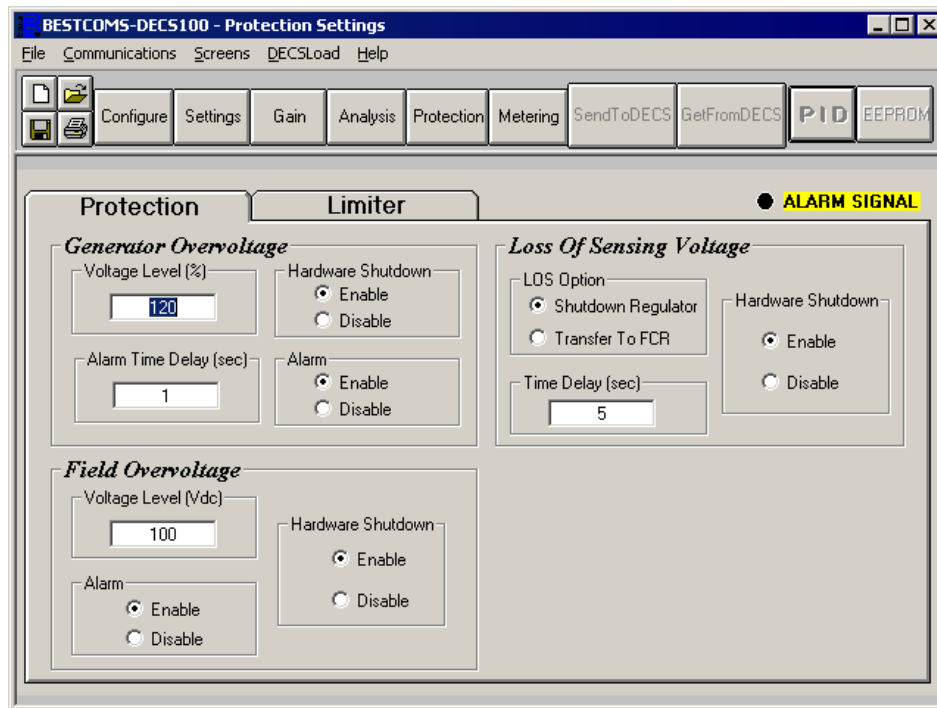 BESTCOMS-DECS100 - Protection Settings
File Communications Screens DECSLoad Help
Configure Settings Gain Analysis Protection Metering SendToDECS GetFromDECS PID EEPROM
Protection Limiter ALARM SIGNAL
Generator Overvoltage
Voltage Level (%)
120
Hardware Shutdown
Enable
Disable
Alarm Time Delay (sec)
1
Alarm
Enable
Disable
Loss Of Sensing Voltage
LOS Option
Shutdown Regulator
Transfer To FCR
Time Delay (sec)
5
Hardware Shutdown
Enable
Disable
Field Overvoltage
Voltage Level (Vdc)
100
Alarm
Enable
Disable
Hardware Shutdown
Enable
Disable